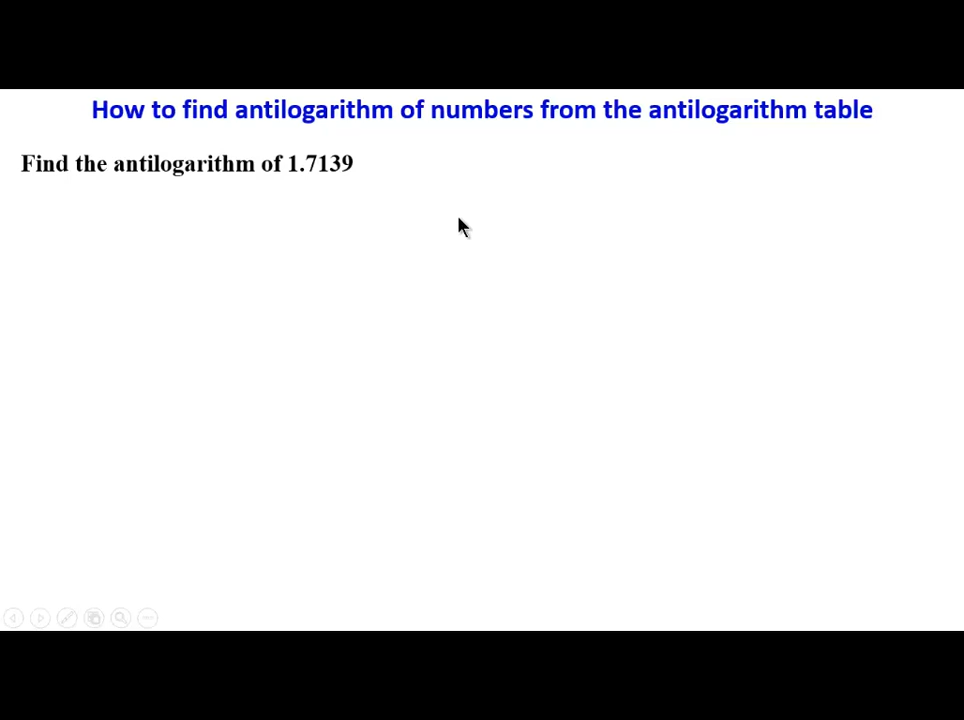 How to find antilogarithm of numbers from the antilogarithm table
Find the antilogarithm of 1.7139